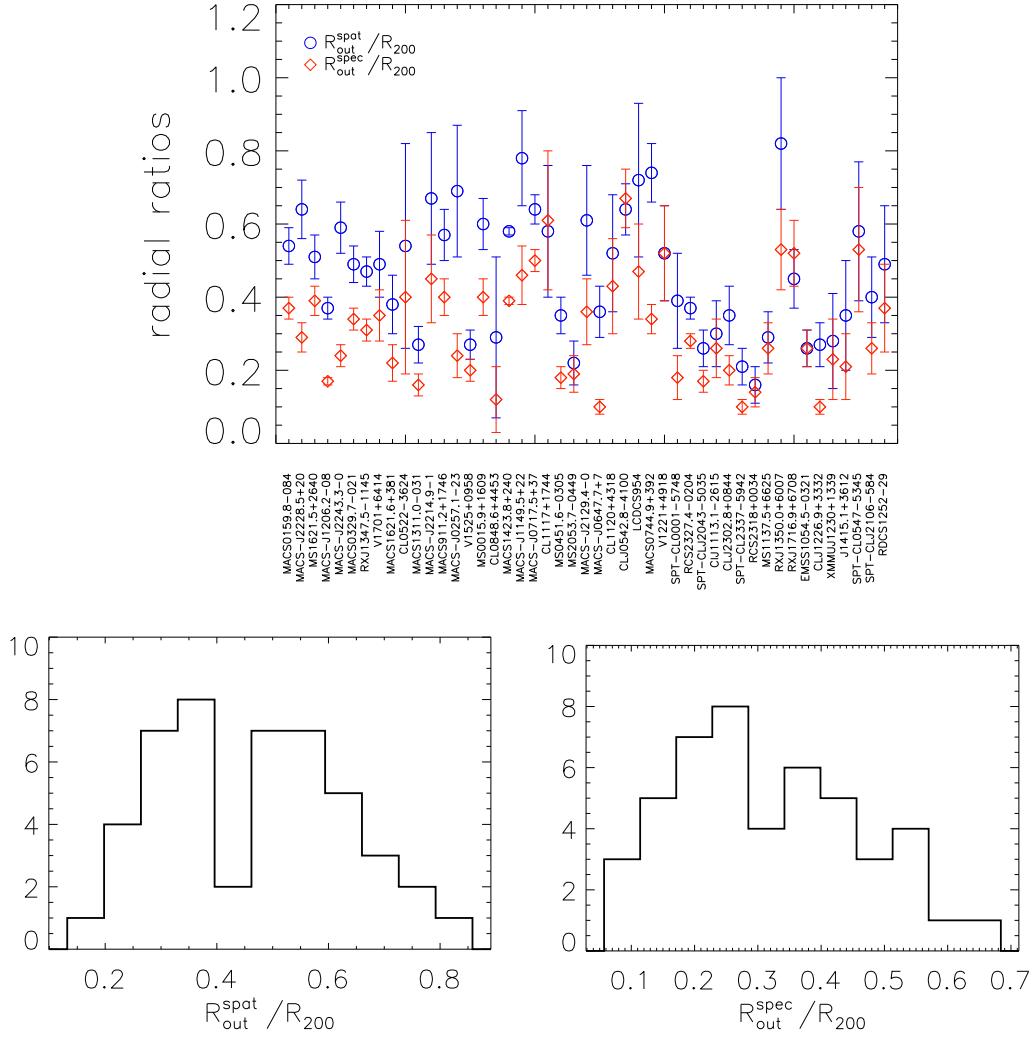 1.2
1.0
0.8
0.6
0.4
0.2
0.0
radial ratios
R_out^spat /R_200
R_out^spec /R_200
MACS0159.8-084
MACS-J2228.5+20
MS1621.5+2640
MACS-J1206.2-08
MACS-J2243.3-0
MACS0329.7-021
RXJ1347.5-1145
V1701+6414
MACS1621.6+381
CL0522-3624
MACS1311.0-031
MACS-J2214.9-1
MACS911.2+1746
MACS-J0257.1-23
V1525+0958
MS0015.9+1609
CL0848.6+4453
MACS1423.8+240
MACS-J1149.5+22
MACS-J0717.5+37
CL1117+1744
MS0451.6-0305
MS2053.7-0449
MACS-J2129.4-0
MACS-J0647.7+7
CL1120+4318
CLJ0542.8-4100
LCDCS954
MACS0744.9+392
V1221+4918
SPT-CL0001-5748
RCS2327.4-0204
SPT-CLJ2043-5035
ClJ1113.1-2615
CLJ2302.8+0844
SPT-CL2337-5942
RCS2318+0034
MS1137.5+6625
RXJ1350.0+6007
RXJ1716.9+6708
EMSS1054.5-0321
CLJ1226.9+3332
XMMUJ1230+1339
J1415.1+3612
SPT-CL0547-5345
SPT-CLJ2106-584
RDCS1252-29
10
8
6
4
2
0
0.2 0.4 0.6 0.8
R_out^spat /R_200
10
8
6
4
2
0
0.1 0.2 0.3 0.4 0.5 0.6 0.7
R_out^spec /R_200